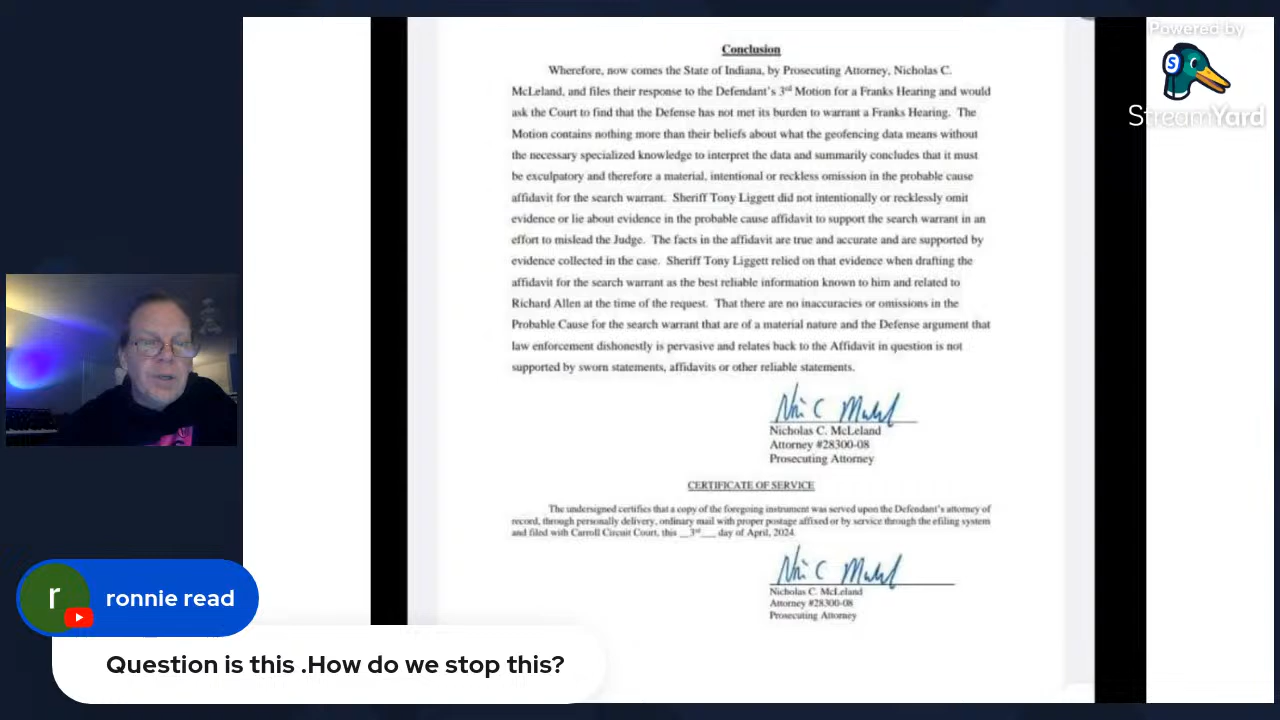 Powered by
StreamYard
Conclusion
Wherefore, now comes the State of Indiana, by Prosecuting Attorney, Nicholas C.
McLeland, and files their response to the Defendant's 3rd Motion for a Franks Hearing and would
ask the Court to find that the Defense has not met its burden to warrant a Franks Hearing. The
Motion contains nothing more than their beliefs about what the geofencing data means without
the necessary specialized knowledge to interpret the data and summarily concludes that it must
be exculpatory and therefore a material, intentional or reckless omission in the probable cause
affidavit for the search warrant. Sheriff Tony Liggett did not intentionally or recklessly omit
evidence or lie about evidence in the probable cause affidavit to support the search warrant in an
effort to mislead the Judge. The facts in the affidavit are true and accurate and are supported by
evidence collected in the case. Sheriff Tony Liggett relied on that evidence when drafting the
affidavit for the search warrant as the best reliable information known to him and related to
Richard Allen at the time of the request. That there are no inaccuracies or omissions in the
Probable Cause for the search warrant that are of a material nature and the Defense argument that
law enforcement dishonestly is pervasive and relates back to the Affidavit in question is not
supported by sworn statements, affidavits or other reliable statements.
Nicholas C. McLeland
Attorney #28300-08
Prosecuting Attorney
CERTIFICATE OF SERVICE
The undersigned certifies that a copy of the foregoing instrument was served upon the Defendant's attorney of
record, through personally delivery, ordinary mail with proper postage affixed or by service through the efiling system
and filed with Carroll Circuit Court, this __3rd___ day of April, 2024.
Nicholas C. McLeland
Attorney #28300-08
Prosecuting Attorney
r
ronnie read
Question is this .How do we stop this?